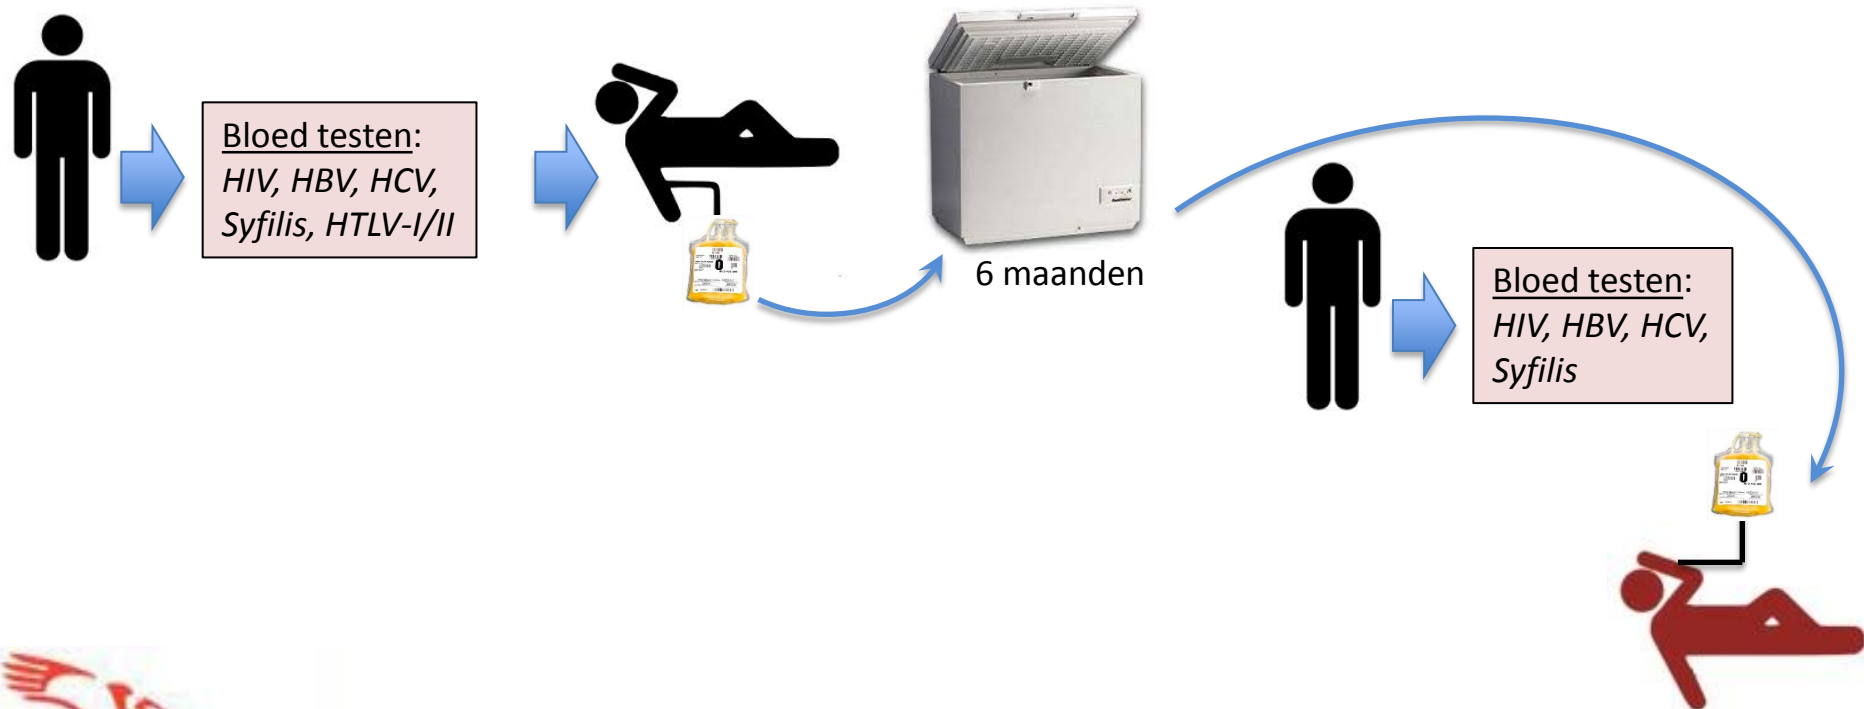 Bloed testen:
HIV, HBV, HCV,
Syfilis, HTLV-I/II
6 maanden
Bloed testen:
HIV, HBV, HCV,
Syfilis